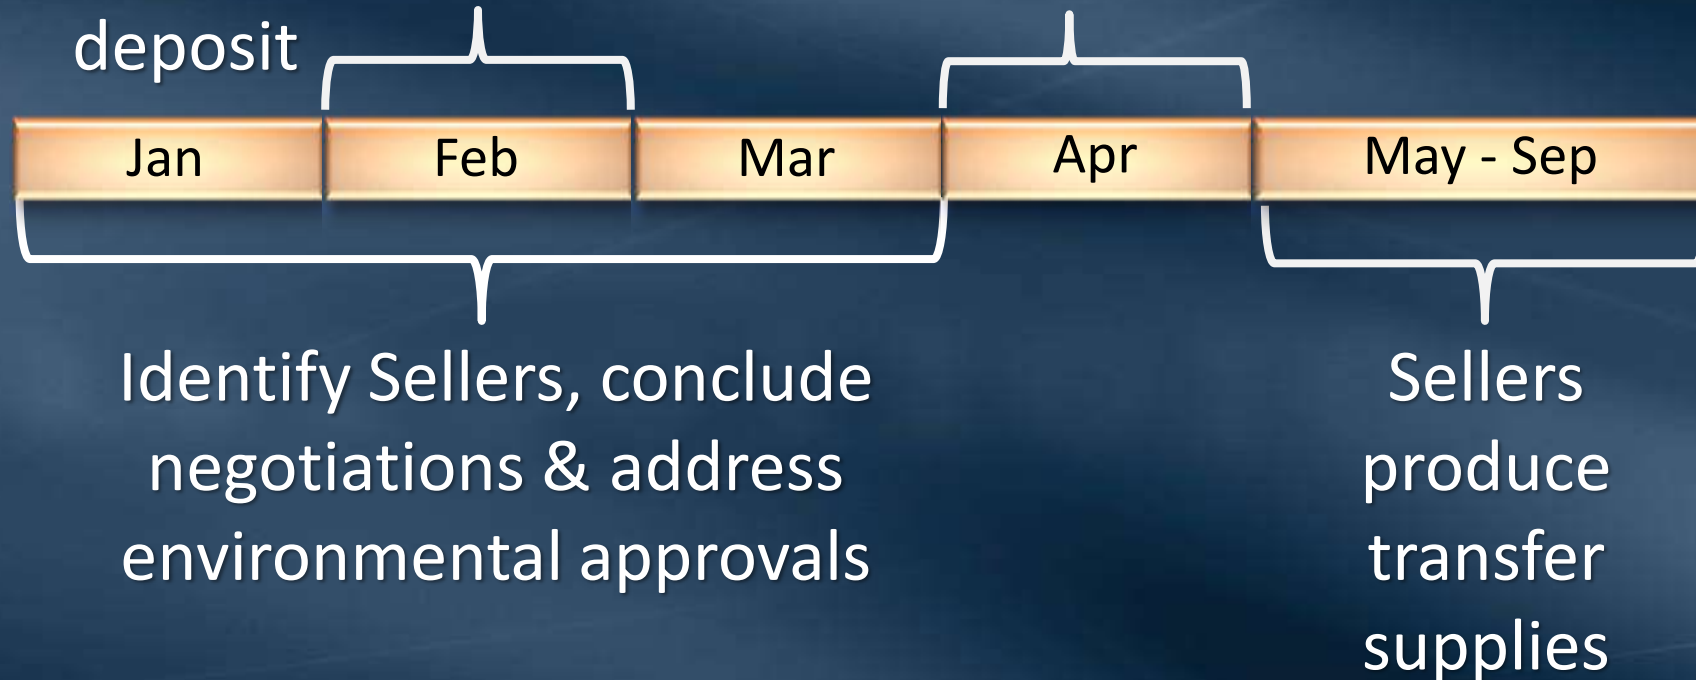 deposit
Jan Feb Mar Apr May - Sep
Identify Sellers, conclude
negotiations & address
environmental approvals
Sellers
produce
transfer
supplies